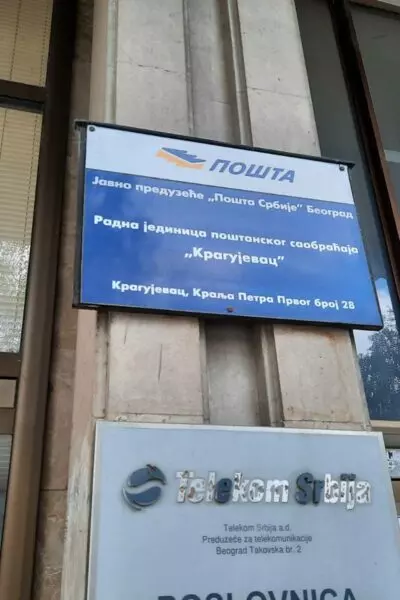 ПОШТА
Јавно предузеће „Пошта Србије” Београд
Радна јединица поштанског саобраћаја
„Крагујевац”
Крагујевац, Краља Петра Првог број 28
Telekom Srbija
Telekom Srbija a.d.
Preduzeće za telekomunikacije
Beograd Takovska br. 2
POSLOVNICA